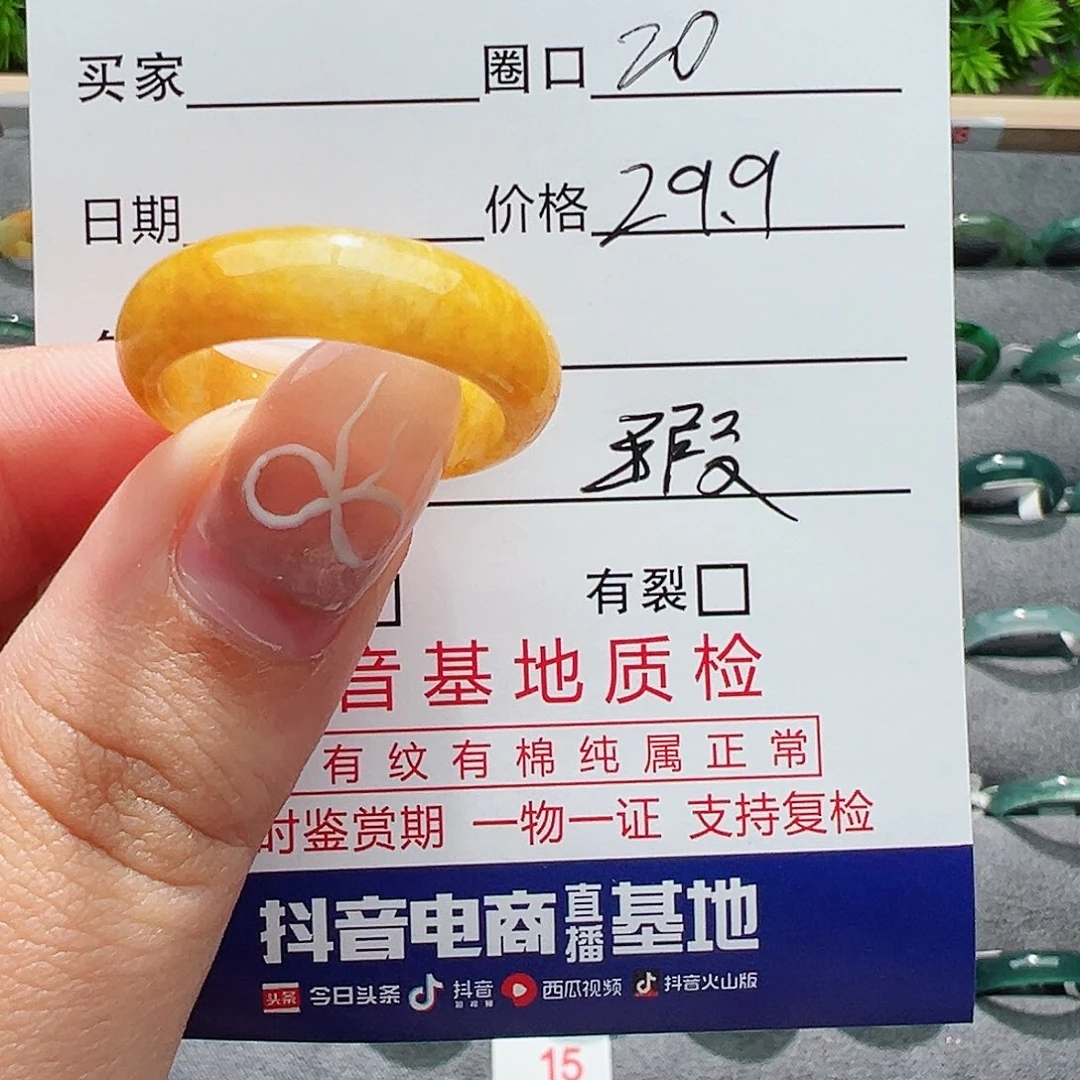 买家 圈口 20
日期 价格 29.9
瑕
有裂
音基地质检
有纹有棉纯属正常
时鉴赏期 一物一证 支持复检
抖音电商直播基地
头条 今日头条 抖音 西瓜视频 抖音火山版
15